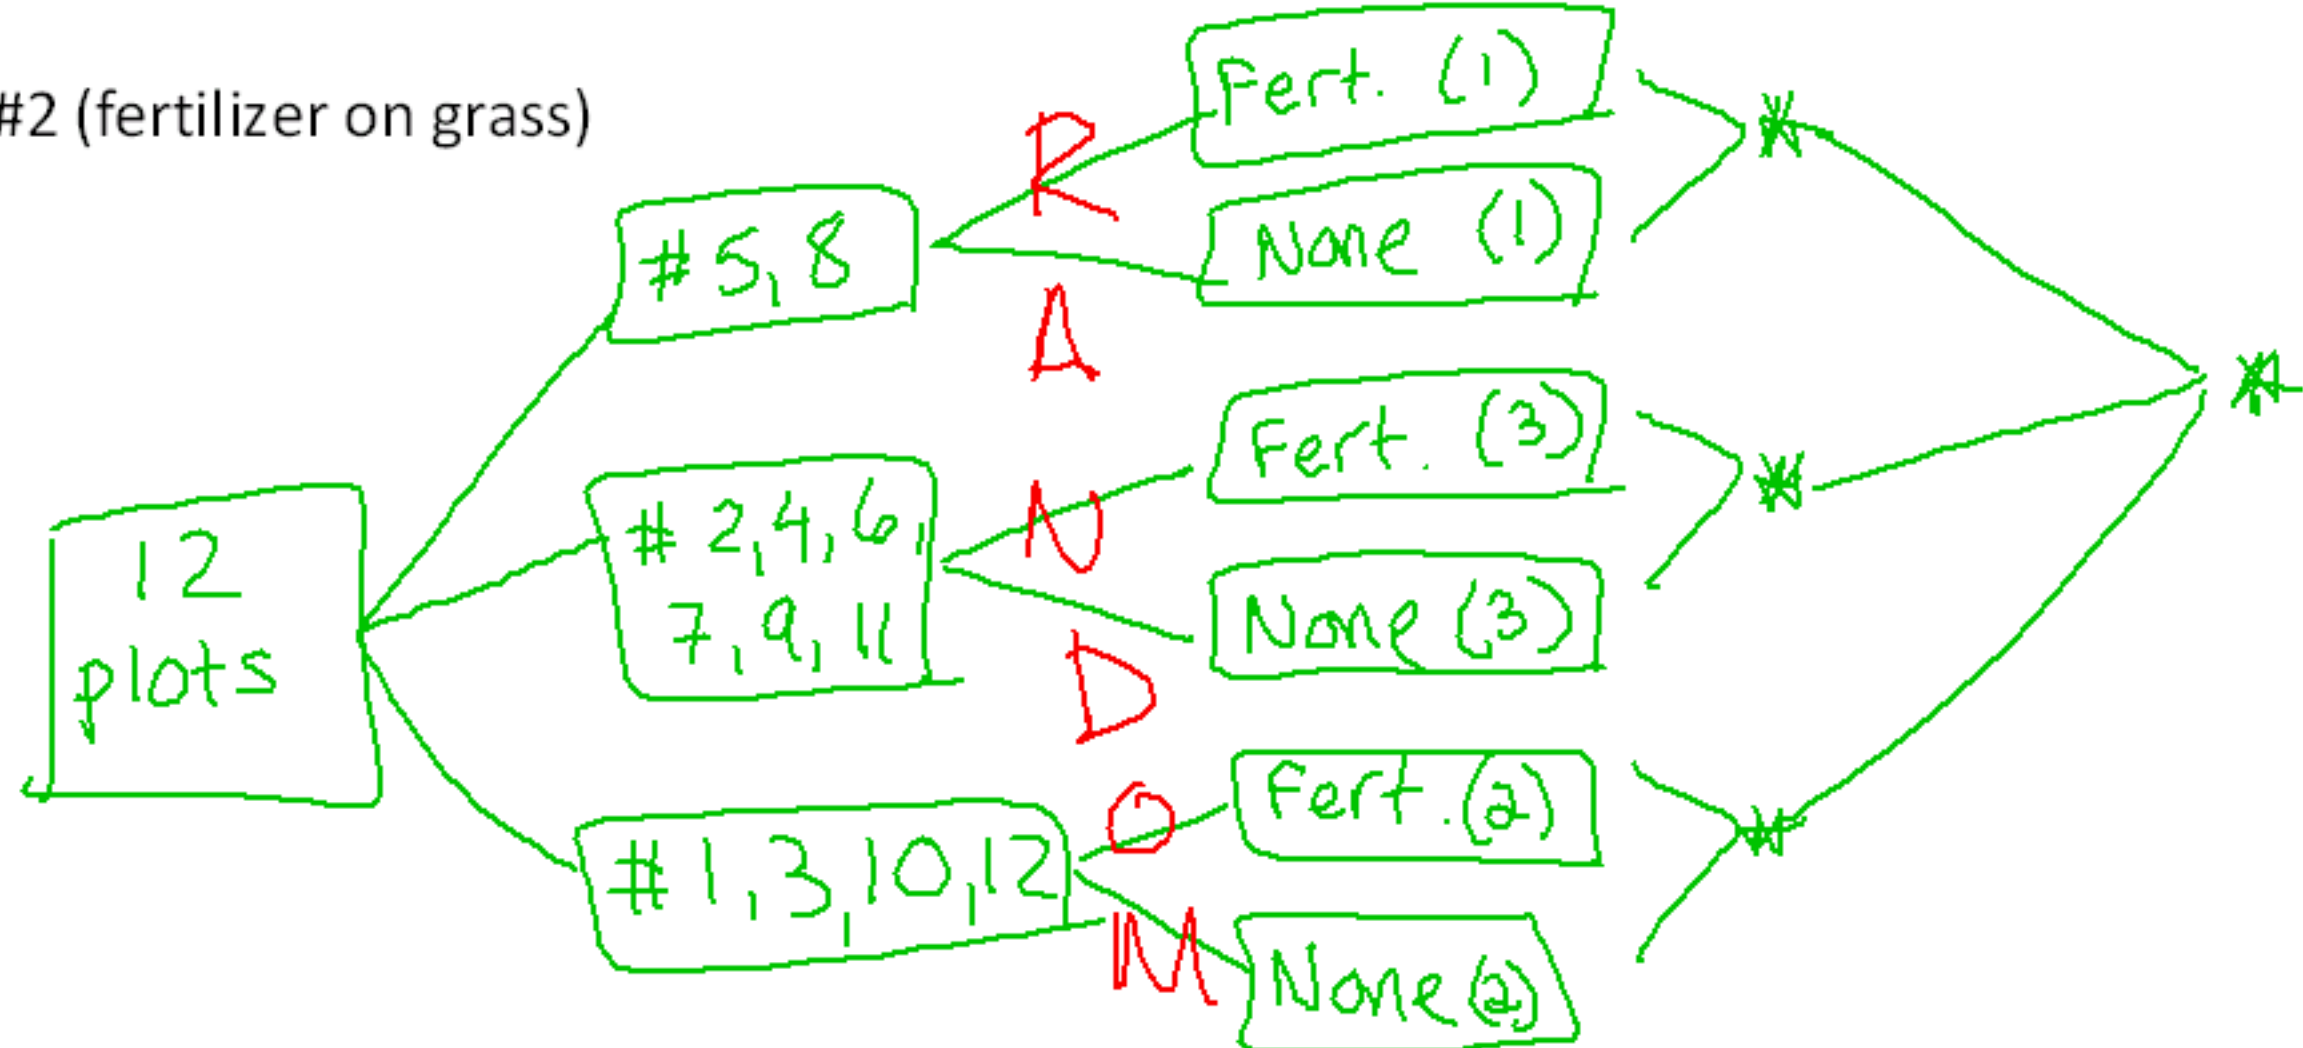 #2 (fertilizer on grass)
Fert. (1)
None (1)
#5,8
R
A
N
D
O
M
Fert. (3)
None (3)
12
plots
# 2,4,6,
7,9,11
Fert. (2)
None (2)
#1,3,10,12